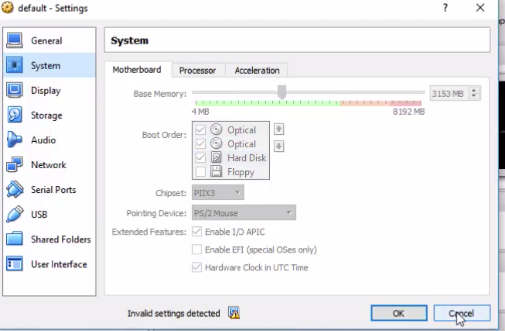 default - Settings
?
General
System
Display
Storage
Audio
Network
Serial Ports
USB
Shared Folders
User Interface
System
Motherboard Processor Acceleration
Base Memory: 3153 MB
4 MB 8192 MB
Boot Order:
Optical
Optical
Hard Disk
Floppy
Chipset: PIIX3
Pointing Device: PS/2 Mouse
Extended Features: Enable I/O APIC
Enable EFI (special OSes only)
Hardware Clock in UTC Time
Invalid settings detected OK Cancel